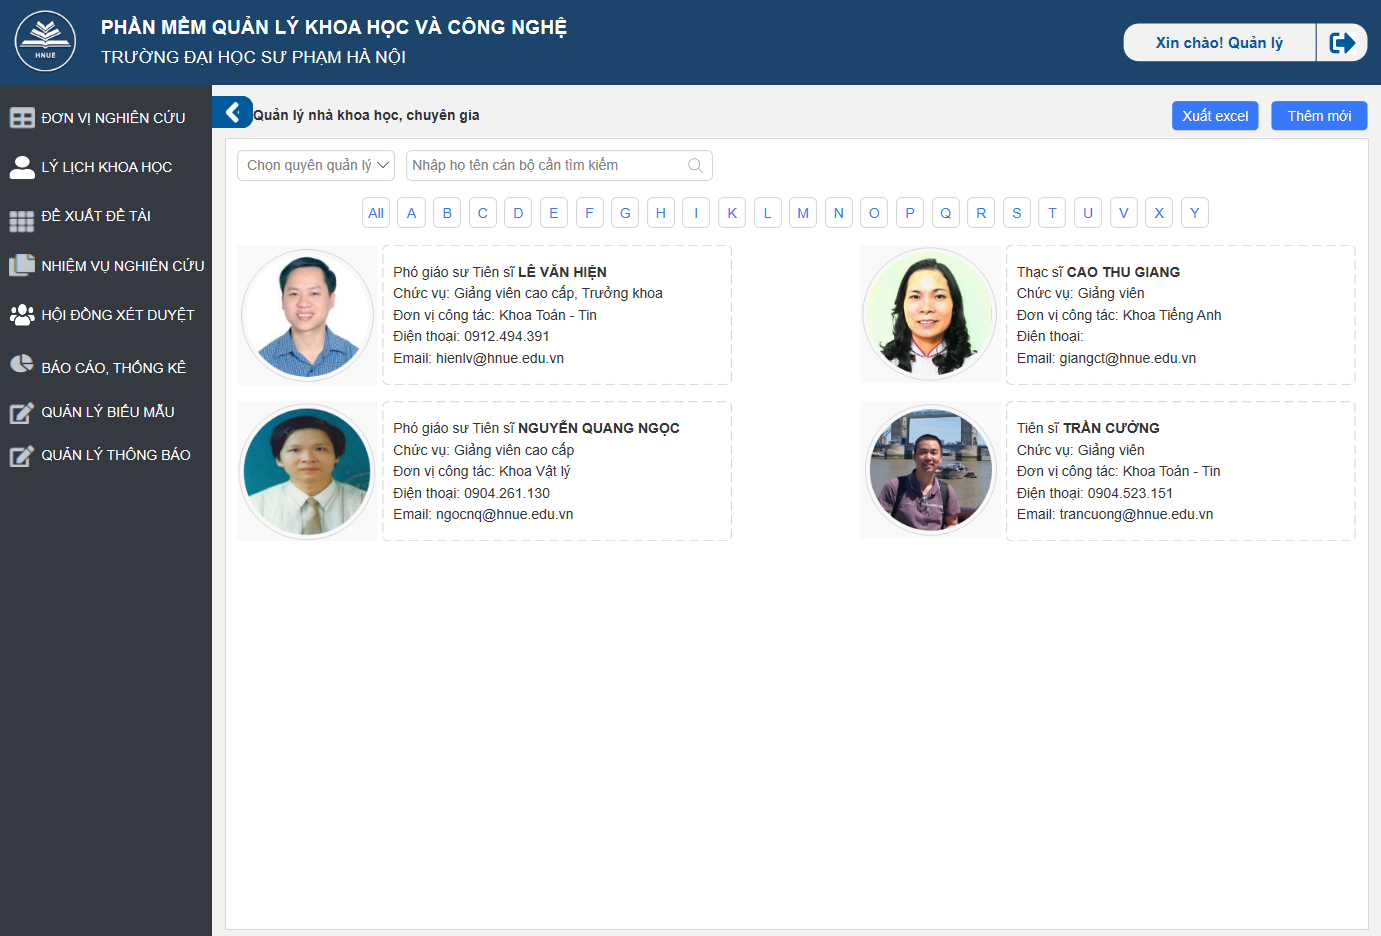 PHẦN MỀM QUẢN LÝ KHOA HỌC VÀ CÔNG NGHỆ
TRƯỜNG ĐẠI HỌC SƯ PHẠM HÀ NỘI
HNUE
Xin chào! Quản lý
ĐƠN VỊ NGHIÊN CỨU
LÝ LỊCH KHOA HỌC
ĐỀ XUẤT ĐỀ TÀI
NHIỆM VỤ NGHIÊN CỨU
HỘI ĐỒNG XÉT DUYỆT
BÁO CÁO, THỐNG KÊ
QUẢN LÝ BIỂU MẪU
QUẢN LÝ THÔNG BÁO
Quản lý nhà khoa học, chuyên gia
Xuất excel
Thêm mới
Chọn quyền quản lý
Nhập họ tên cán bộ cần tìm kiếm
All A B C D E F G H I K L M N O P Q R S T U V X Y
Phó giáo sư Tiến sĩ LÊ VĂN HIỆN
Chức vụ: Giảng viên cao cấp, Trưởng khoa
Đơn vị công tác: Khoa Toán - Tin
Điện thoại: 0912.494.391
Email: hienlv@hnue.edu.vn
Thạc sĩ CAO THU GIANG
Chức vụ: Giảng viên
Đơn vị công tác: Khoa Tiếng Anh
Điện thoại:
Email: giangct@hnue.edu.vn
Phó giáo sư Tiến sĩ NGUYỄN QUANG NGỌC
Chức vụ: Giảng viên cao cấp
Đơn vị công tác: Khoa Vật lý
Điện thoại: 0904.261.130
Email: ngocnq@hnue.edu.vn
Tiến sĩ TRẦN CƯỜNG
Chức vụ: Giảng viên
Đơn vị công tác: Khoa Toán - Tin
Điện thoại: 0904.523.151
Email: trancuong@hnue.edu.vn